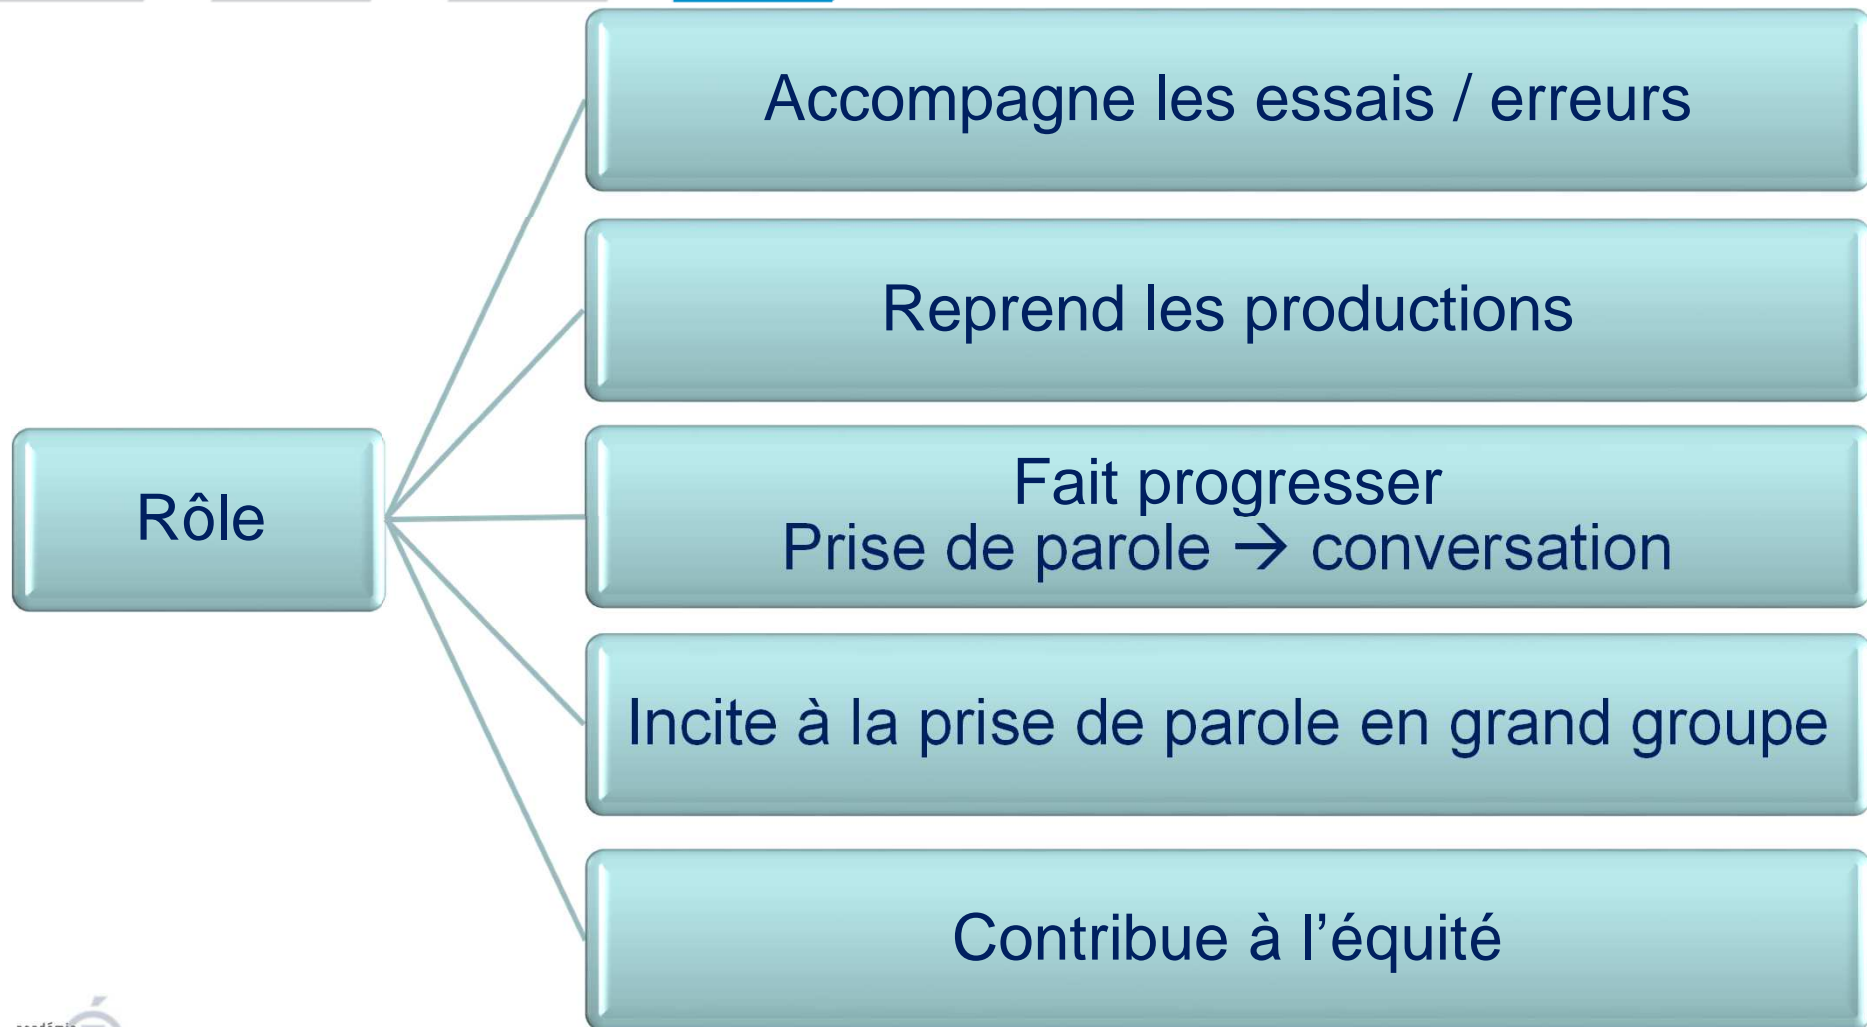 Rôle
Accompagne les essais / erreurs
Reprend les productions
Fait progresser
Prise de parole → conversation
Incite à la prise de parole en grand groupe
Contribue à l’équité